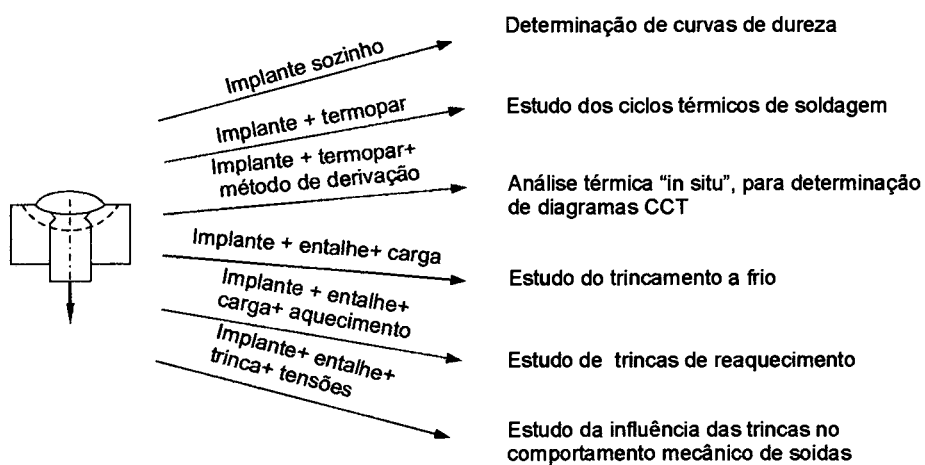 Implante sozinho
Determinação de curvas de dureza
Implante + termopar
Estudo dos ciclos térmicos de soldagem
Implante + termopar+
método de derivação
Análise térmica “in situ”, para determinação
de diagramas CCT
Implante + entalhe+ carga
Estudo do trincamento a frio
Implante + entalhe+
carga+ aquecimento
Estudo de trincas de reaquecimento
Implante+ entalhe+
trinca+ tensões
Estudo da influência das trincas no
comportamento mecânico de soidas